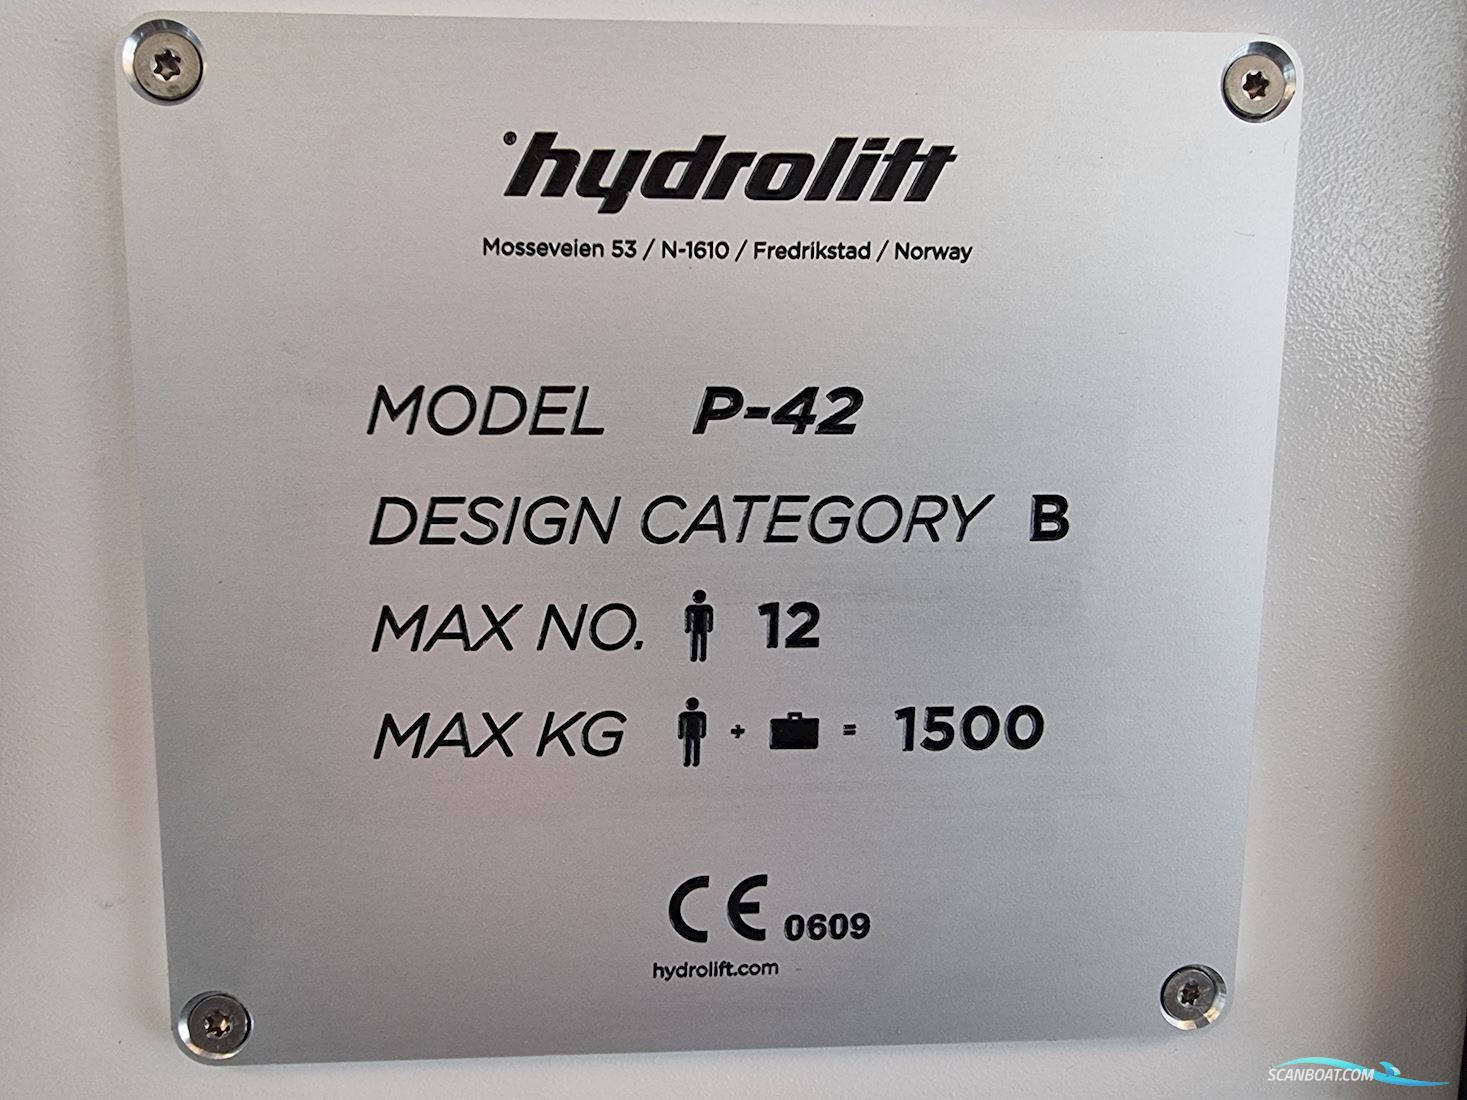 ®hydrolift
Mosseveien 53 / N-1610 / Fredrikstad / Norway
MODEL P-42
DESIGN CATEGORY B
MAX NO. 12
MAX KG + = 1500
CE 0609
hydrolift.com
SCANBOAT.COM